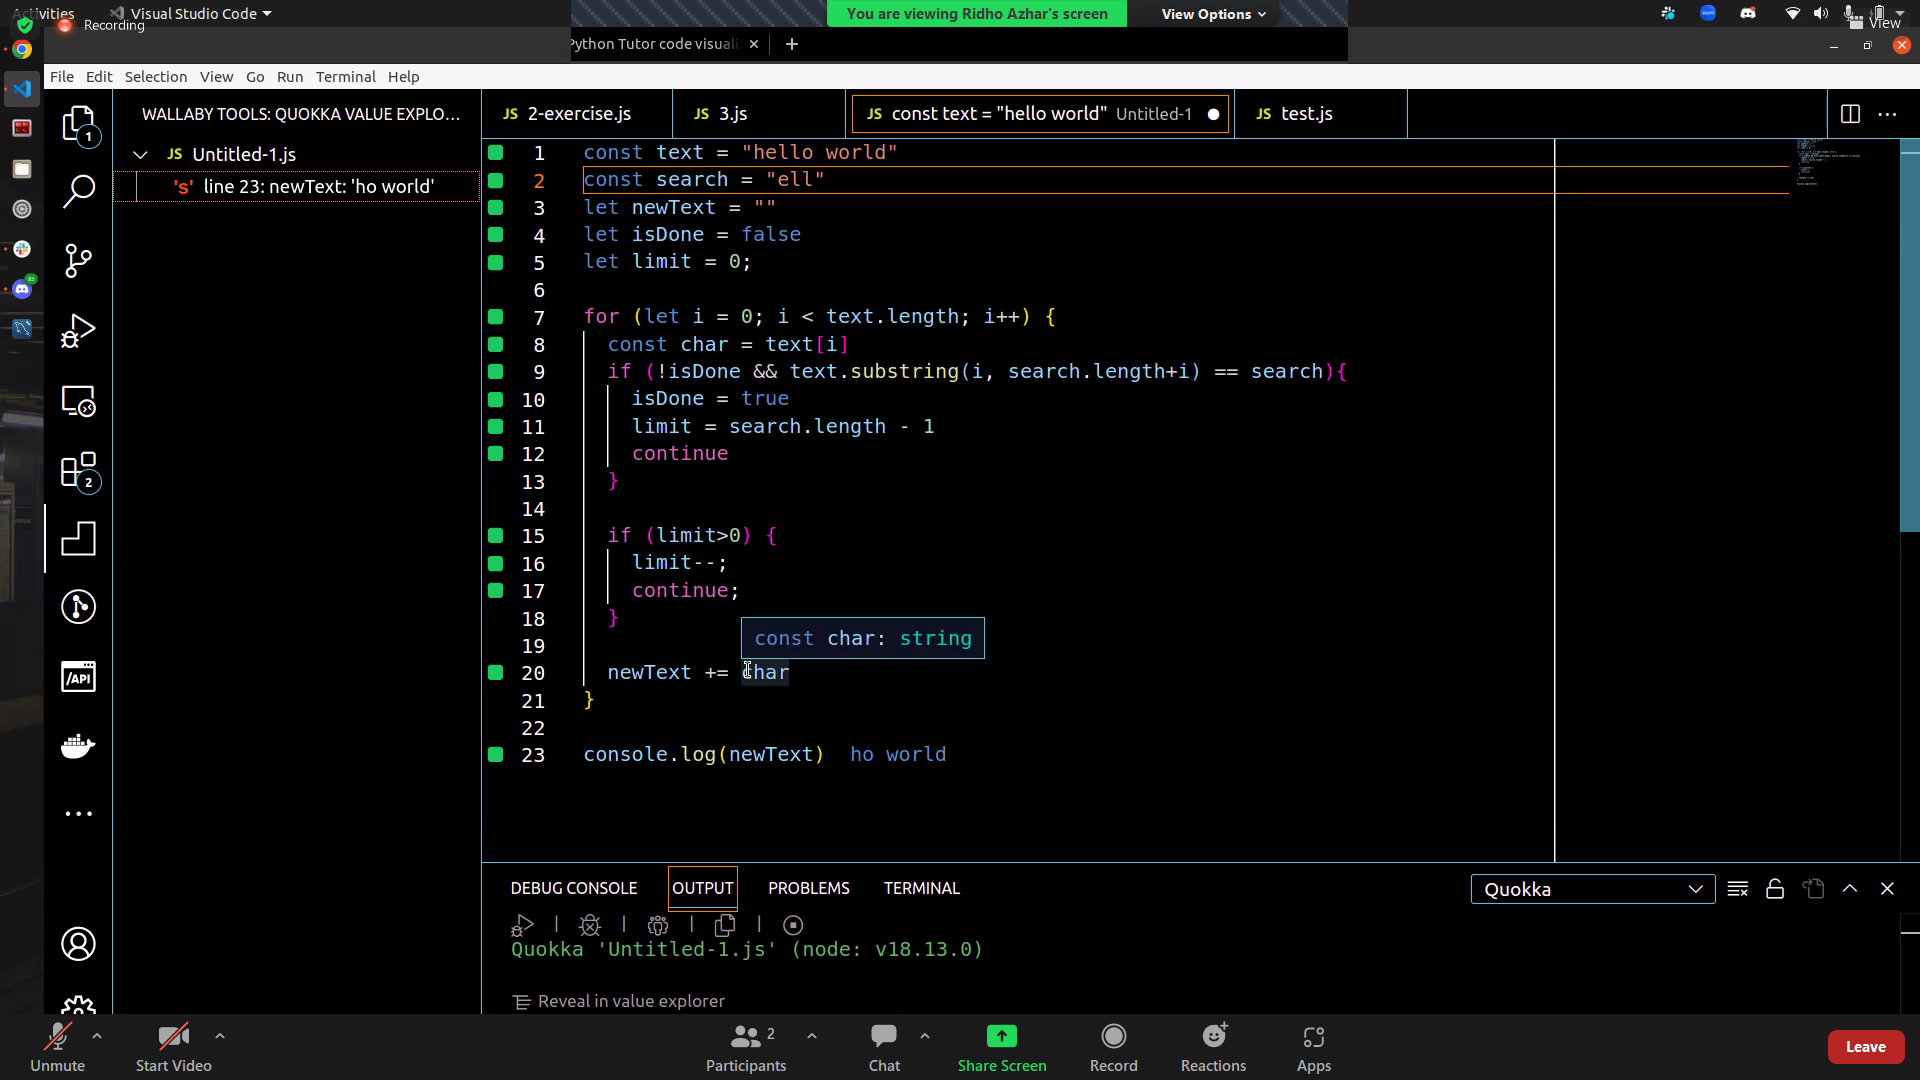 Activities
Visual Studio Code
You are viewing Ridho Azhar's screen
View Options
View
Recording
Python Tutor code visuali
File Edit Selection View Go Run Terminal Help
WALLABY TOOLS: QUOKKA VALUE EXPLO...
JS 2-exercise.js
JS 3.js
JS const text = "hello world" Untitled-1
JS test.js
JS Untitled-1.js
's' line 23: newText: 'ho world'
1
2
/API
1 const text = "hello world"
2 const search = "ell"
3 let newText = ""
4 let isDone = false
5 let limit = 0;
6
7 for (let i = 0; i < text.length; i++) {
8 const char = text[i]
9 if (!isDone && text.substring(i, search.length+i) == search){
10 isDone = true
11 limit = search.length - 1
12 continue
13 }
14
15 if (limit>0) {
16 limit--;
17 continue;
18 }
const char: string
19
20 newText += char
21 }
22
23 console.log(newText) ho world
DEBUG CONSOLE OUTPUT PROBLEMS TERMINAL
Quokka
Quokka 'Untitled-1.js' (node: v18.13.0)
Reveal in value explorer
Unmute
Start Video
Participants 2
Chat
Share Screen
Record
Reactions
Apps
Leave